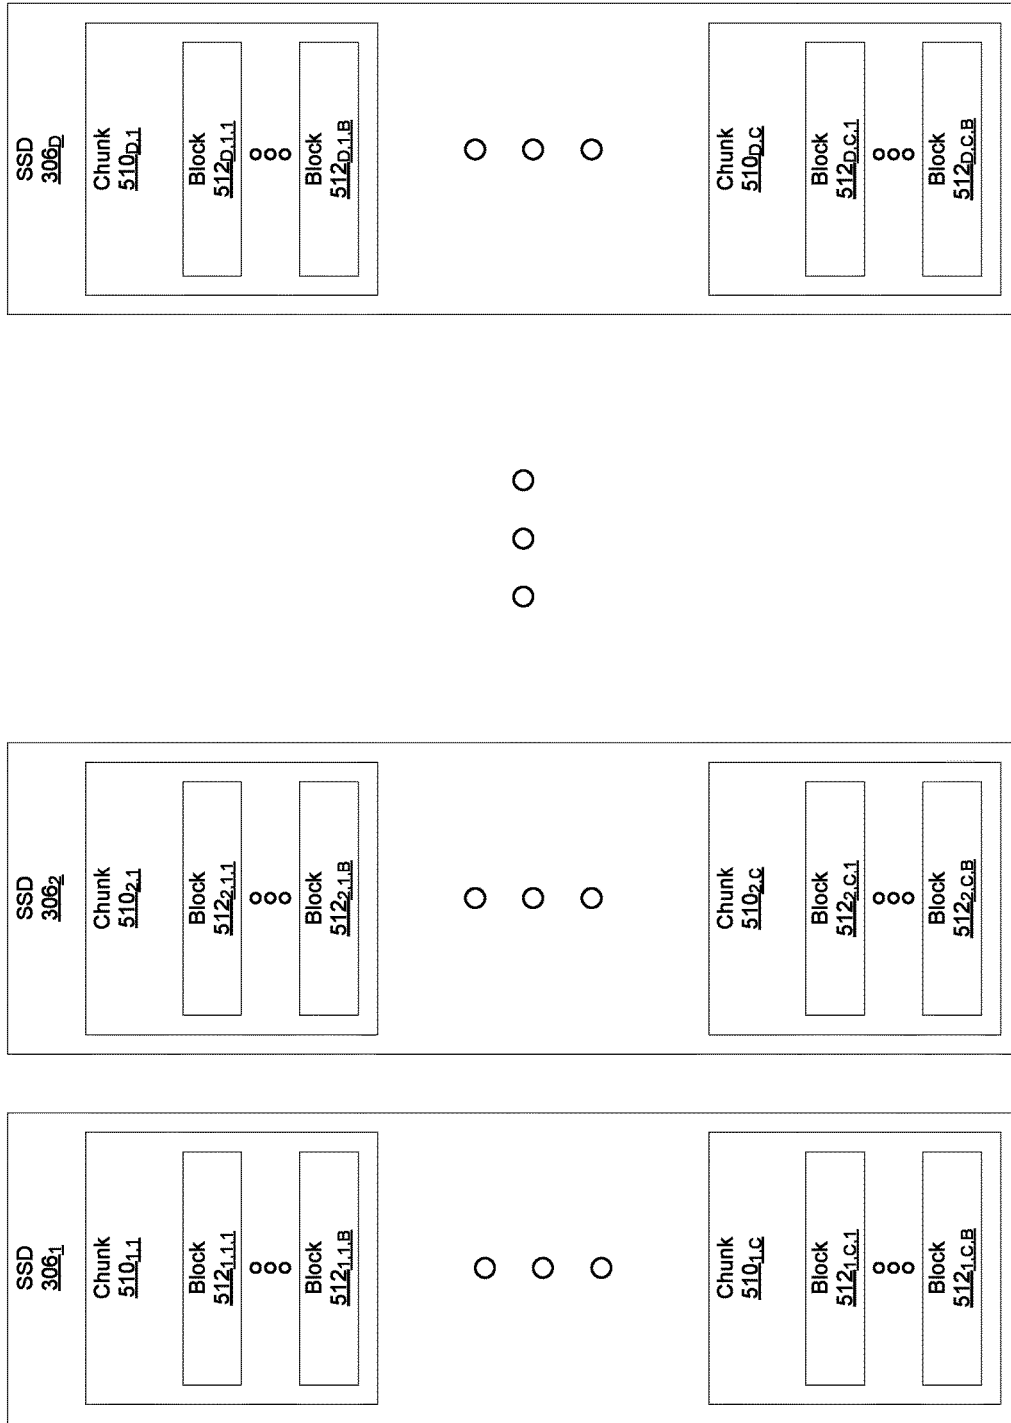 SSD
306₁
Chunk
510₁.₁
Block
512₁.₁.₁
Block
512₁.₁.B
Chunk
510₁.C
Block
512₁.C.₁
Block
512₁.C.B
SSD
306₂
Chunk
510₂.₁
Block
512₂.₁.₁
Block
512₂.₁.B
Chunk
510₂.C
Block
512₂.C.₁
Block
512₂.C.B
SSD
306D
Chunk
510D.₁
Block
512D.₁.₁
Block
512D.₁.B
Chunk
510D.C
Block
512D.C.₁
Block
512D.C.B